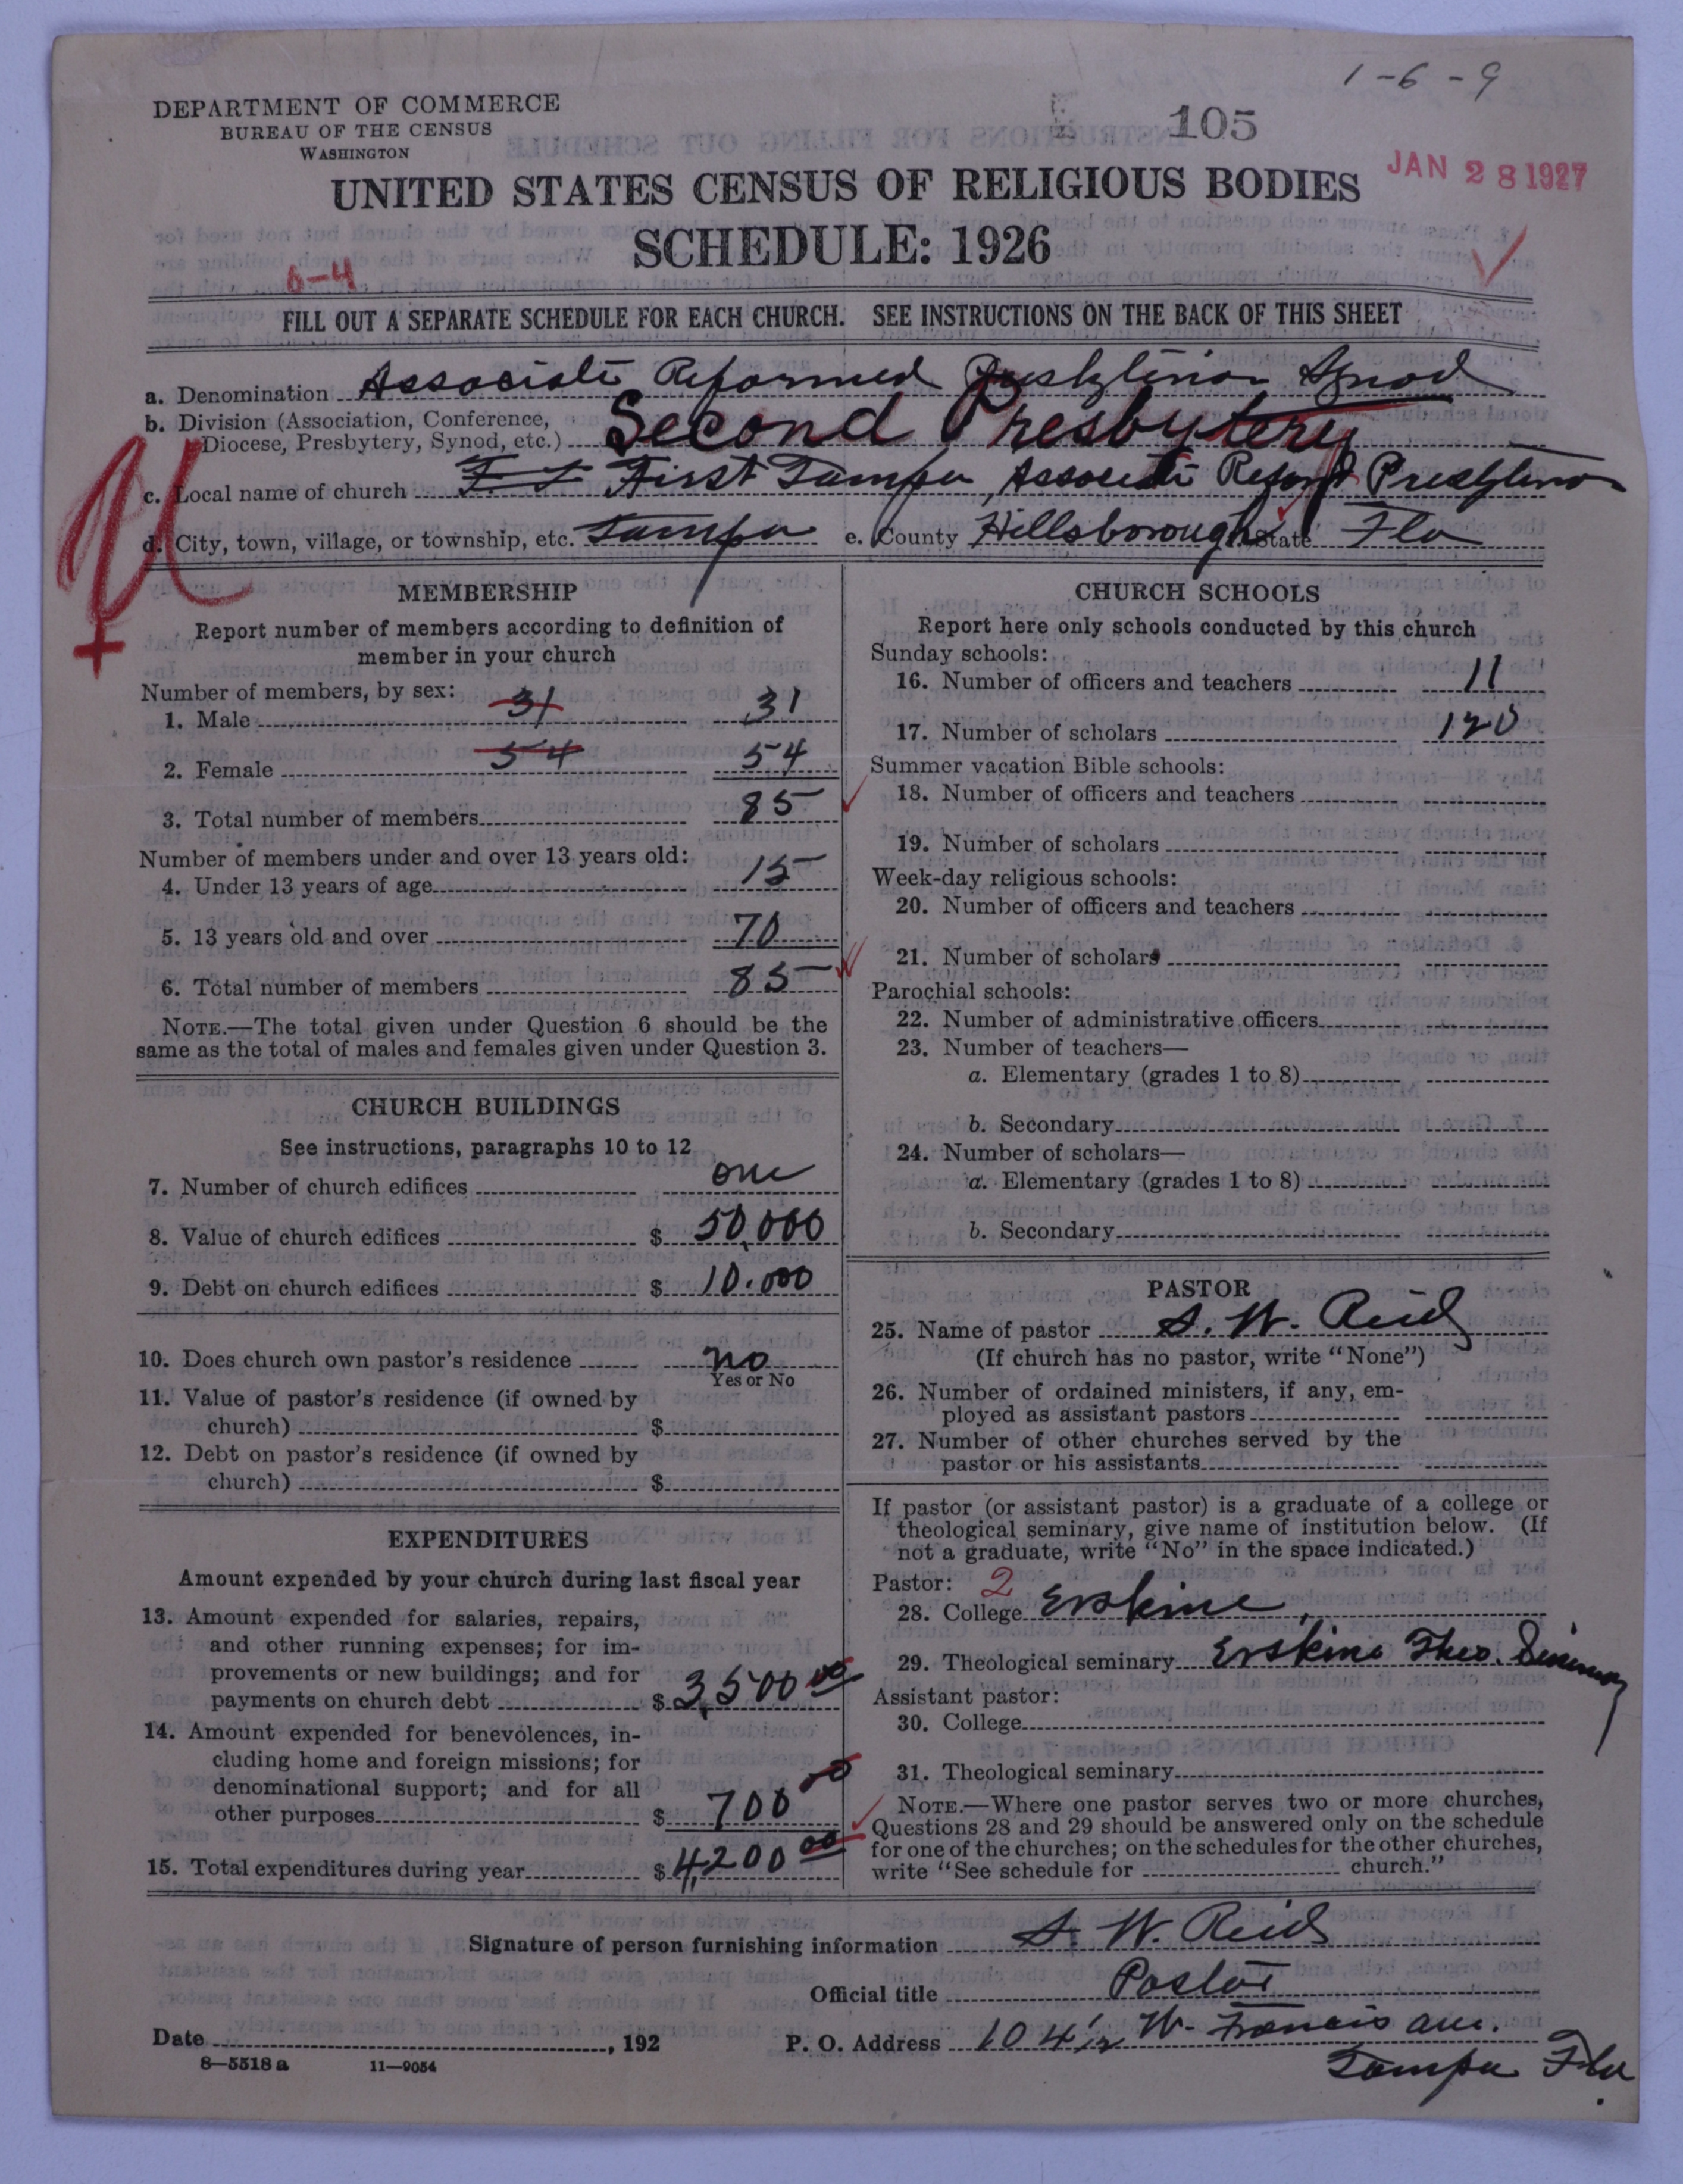 1-6-9
DEPARTMENT OF COMMERCE
BUREAU OF THE CENSUS
WASHINGTON
105
JAN 28 1927
UNITED STATES CENSUS OF RELIGIOUS BODIES
SCHEDULE: 1926
6-4
FILL OUT A SEPARATE SCHEDULE FOR EACH CHURCH. SEE INSTRUCTIONS ON THE BACK OF THIS SHEET
a. Denomination Associate Reformed Presbyterian Synod
b. Division (Association, Conference,
Diocese, Presbytery, Synod, etc.) Second Presbytery
c. Local name of church First Tampa, Associate Reform Presbyterian
d. City, town, village, or township, etc. Tampa e. County Hillsborough State Fla
MEMBERSHIP
Report number of members according to definition of
member in your church
Number of members, by sex:
1. Male 31 31
2. Female 54 54
3. Total number of members 85
Number of members under and over 13 years old:
4. Under 13 years of age 15
5. 13 years old and over 70
6. Total number of members 85
NOTE.—The total given under Question 6 should be the
same as the total of males and females given under Question 3.
CHURCH BUILDINGS
See instructions, paragraphs 10 to 12
7. Number of church edifices one
8. Value of church edifices $ 50,000
9. Debt on church edifices $ 10.000
10. Does church own pastor's residence no
Yes or No
11. Value of pastor's residence (if owned by
church) $
12. Debt on pastor's residence (if owned by
church) $
EXPENDITURES
Amount expended by your church during last fiscal year
13. Amount expended for salaries, repairs,
and other running expenses; for im-
provements or new buildings; and for
payments on church debt $ 3,500 00
14. Amount expended for benevolences, in-
cluding home and foreign missions; for
denominational support; and for all
other purposes $ 700 00
15. Total expenditures during year $ 4,200 00
CHURCH SCHOOLS
Report here only schools conducted by this church
Sunday schools:
16. Number of officers and teachers 11
17. Number of scholars 120
Summer vacation Bible schools:
18. Number of officers and teachers
19. Number of scholars
Week-day religious schools:
20. Number of officers and teachers
21. Number of scholars
Parochial schools:
22. Number of administrative officers
23. Number of teachers—
a. Elementary (grades 1 to 8)
b. Secondary
24. Number of scholars—
a. Elementary (grades 1 to 8)
b. Secondary
PASTOR
25. Name of pastor S. W. Reid
(If church has no pastor, write "None")
26. Number of ordained ministers, if any, em-
ployed as assistant pastors
27. Number of other churches served by the
pastor or his assistants
If pastor (or assistant pastor) is a graduate of a college or
theological seminary, give name of institution below. (If
not a graduate, write "No" in the space indicated.)
Pastor: 2
28. College Erskine
29. Theological seminary Erskine Theo. Seminary
Assistant pastor:
30. College
31. Theological seminary
NOTE.—Where one pastor serves two or more churches,
Questions 28 and 29 should be answered only on the schedule
for one of the churches; on the schedules for the other churches,
write "See schedule for church."
Signature of person furnishing information S. W. Reid
Official title Pastor
Date , 192 P. O. Address 104 1/2 W. Francis ave.
Tampa Fla.
8-5518 a 11-9054